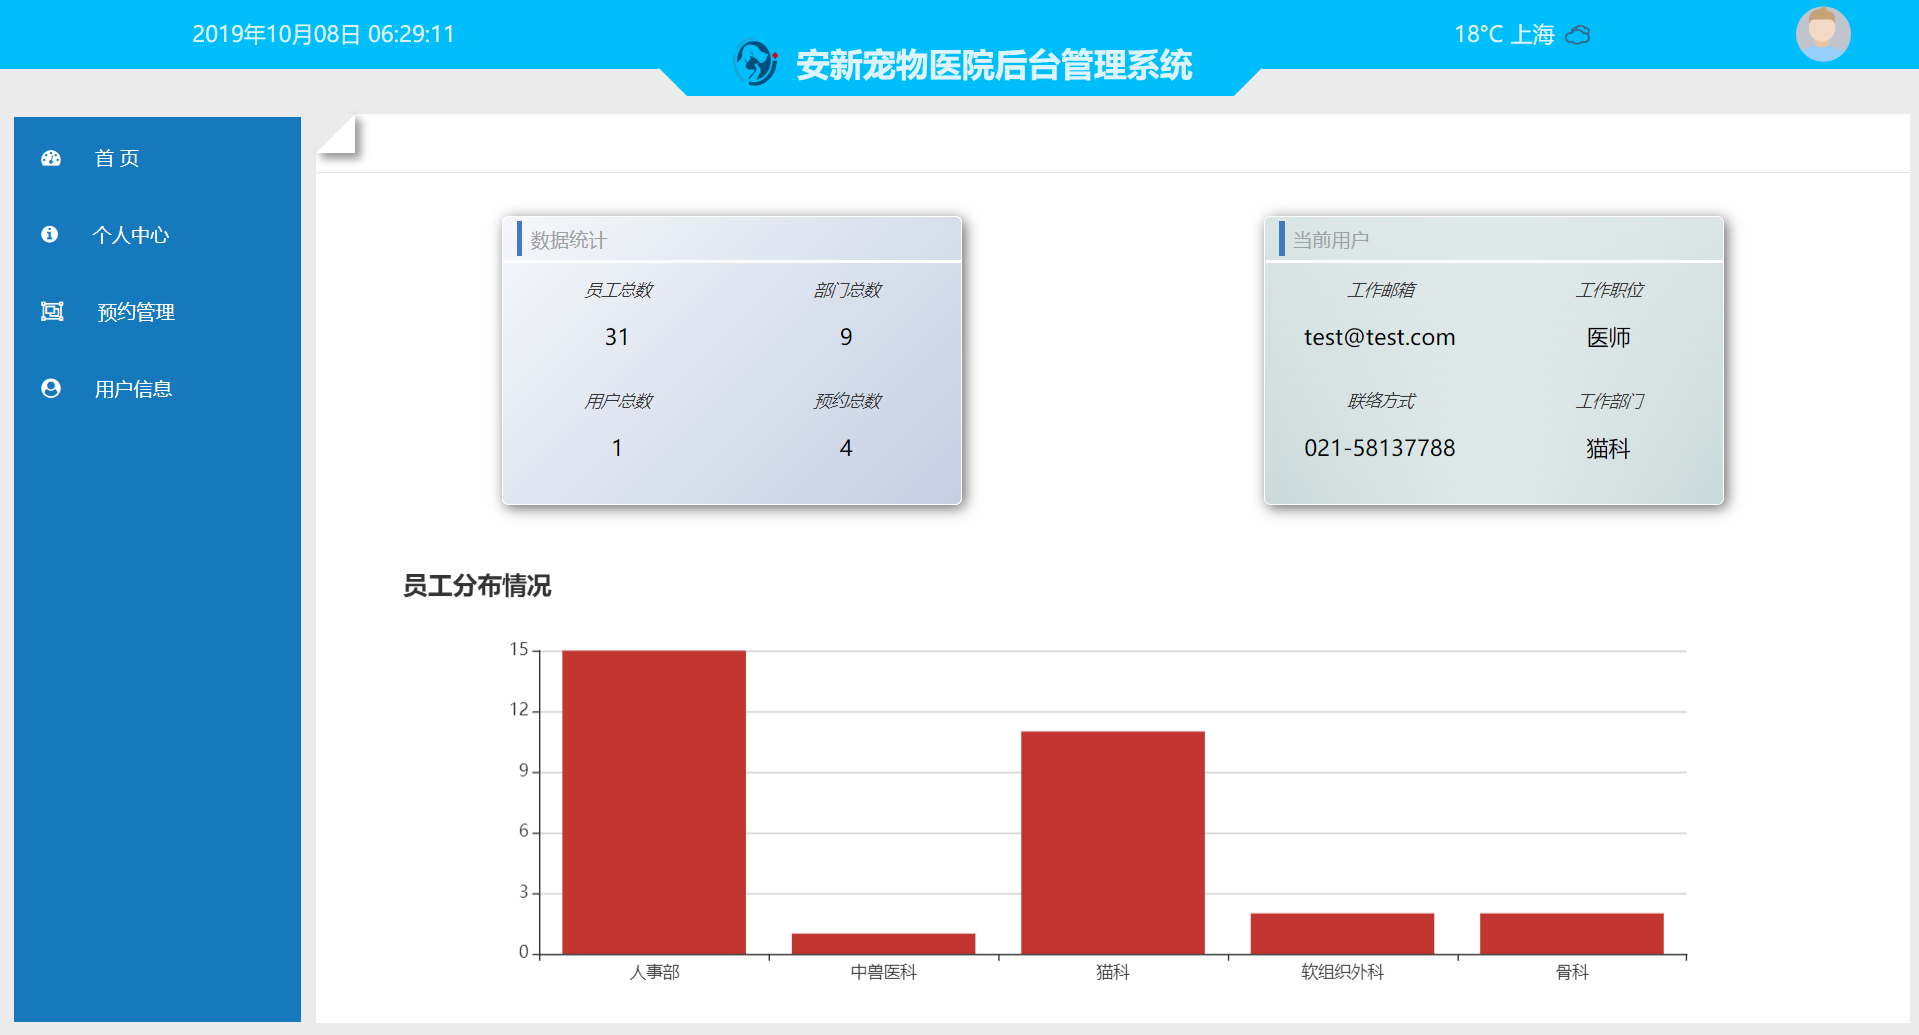 2019年10月08日 06:29:11
安新宠物医院后台管理系统
18°C 上海
首 页
个人中心
预约管理
用户信息
数据统计
员工总数 部门总数
31 9
用户总数 预约总数
1 4
当前用户
工作邮箱 工作职位
test@test.com 医师
联络方式 工作部门
021-58137788 猫科
员工分布情况
15
12
9
6
3
0
人事部 中兽医科 猫科 软组织外科 骨科